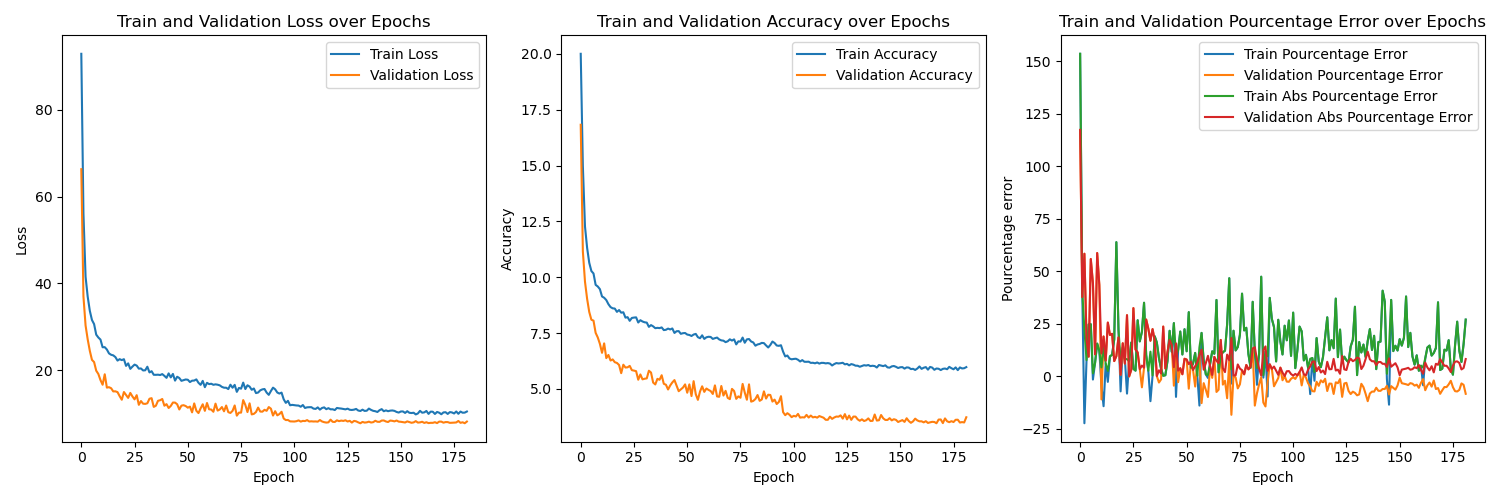 Train and Validation Loss over Epochs
Train Loss
Validation Loss
80
60
40
20
Loss
0 25 50 75 100 125 150 175
Epoch
Train and Validation Accuracy over Epochs
Train Accuracy
Validation Accuracy
20.0
17.5
15.0
12.5
10.0
7.5
5.0
Accuracy
0 25 50 75 100 125 150 175
Epoch
Train and Validation Pourcentage Error over Epochs
Train Pourcentage Error
Validation Pourcentage Error
Train Abs Pourcentage Error
Validation Abs Pourcentage Error
150
125
100
75
50
25
0
−25
Pourcentage error
0 25 50 75 100 125 150 175
Epoch